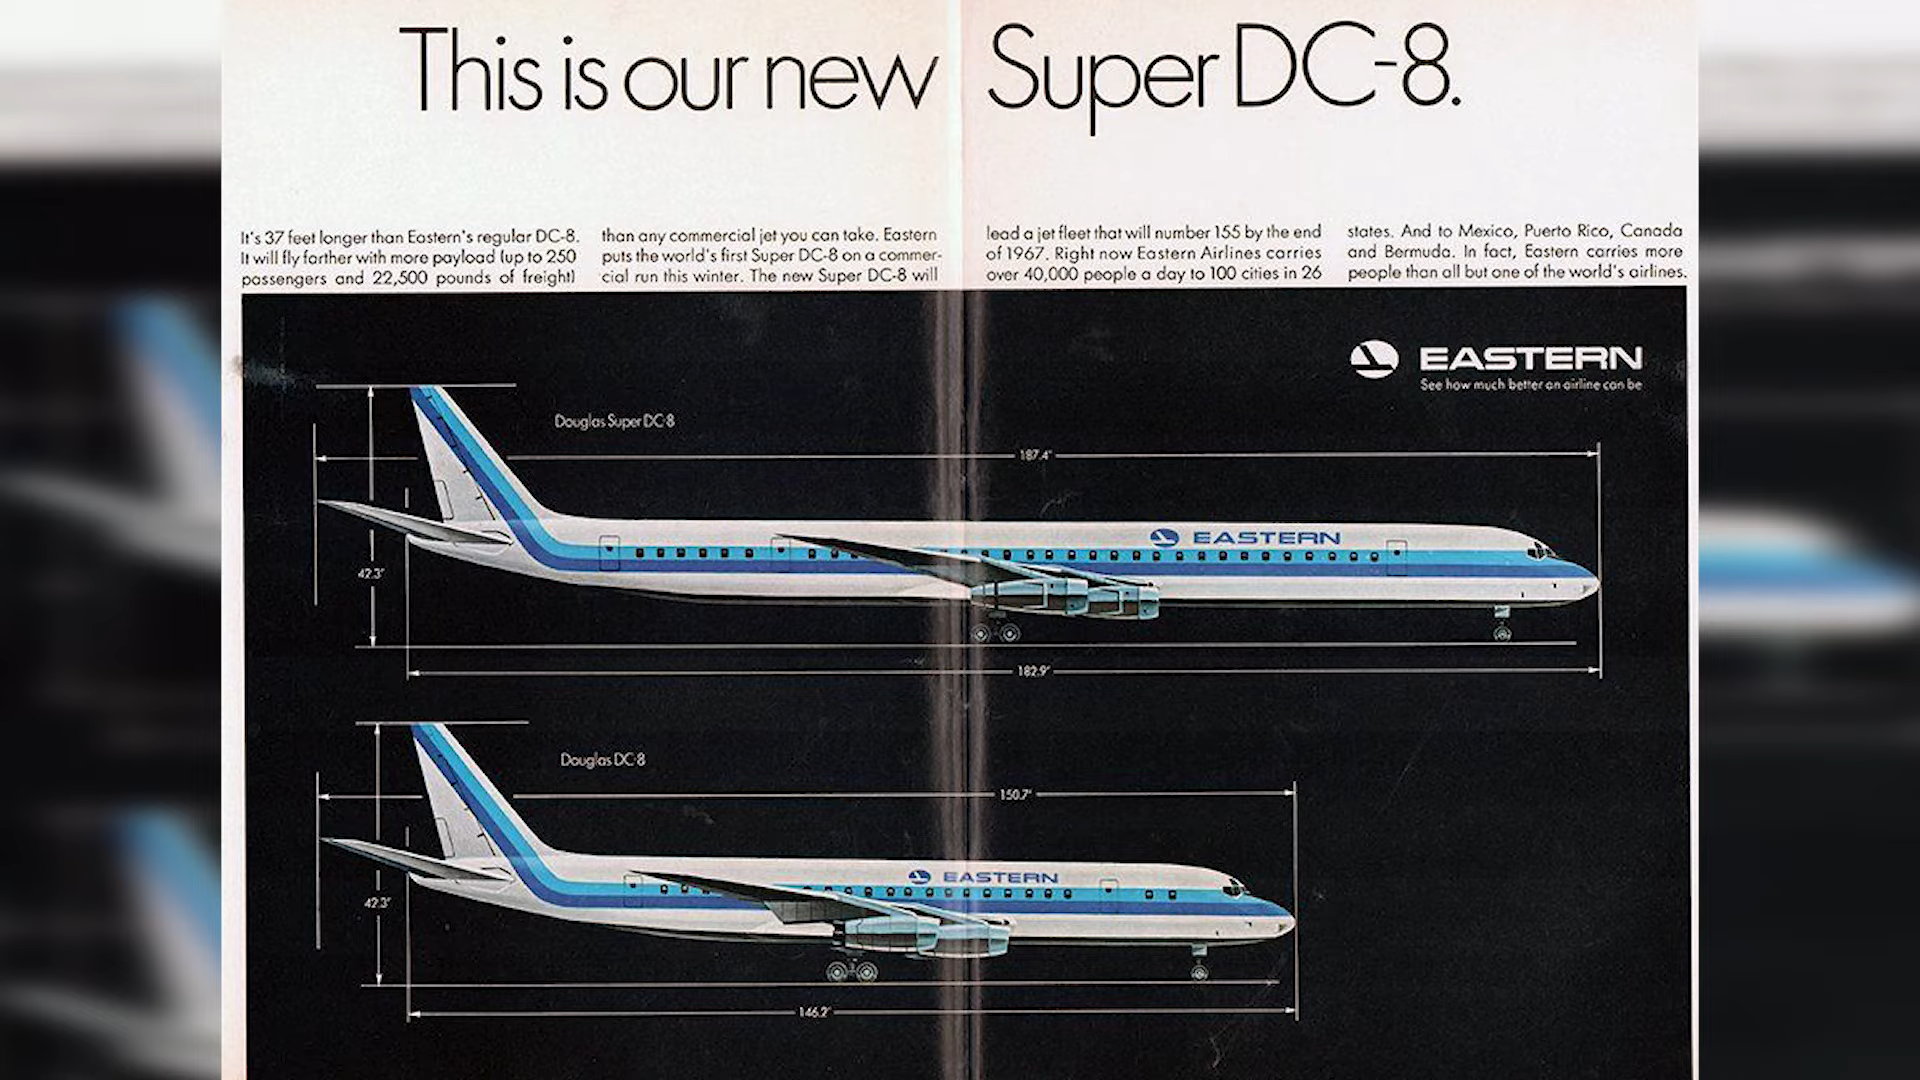 This is our new Super DC-8.
It's 37 feet longer than Eastern's regular DC-8.
It will fly farther with more payload (up to 250
passengers and 22,500 pounds of freight)
than any commercial jet you can take. Eastern
puts the world's first Super DC-8 on a commer-
cial run this winter. The new Super DC-8 will
lead a jet fleet that will number 155 by the end
of 1967. Right now Eastern Airlines carries
over 40,000 people a day to 100 cities in 26
states. And to Mexico, Puerto Rico, Canada
and Bermuda. In fact, Eastern carries more
people than all but one of the world's airlines.
EASTERN
See how much better an airline can be
Douglas Super DC-8
187.4'
EASTERN
42.3'
182.9'
Douglas DC-8
150.7'
EASTERN
42.3'
146.2'